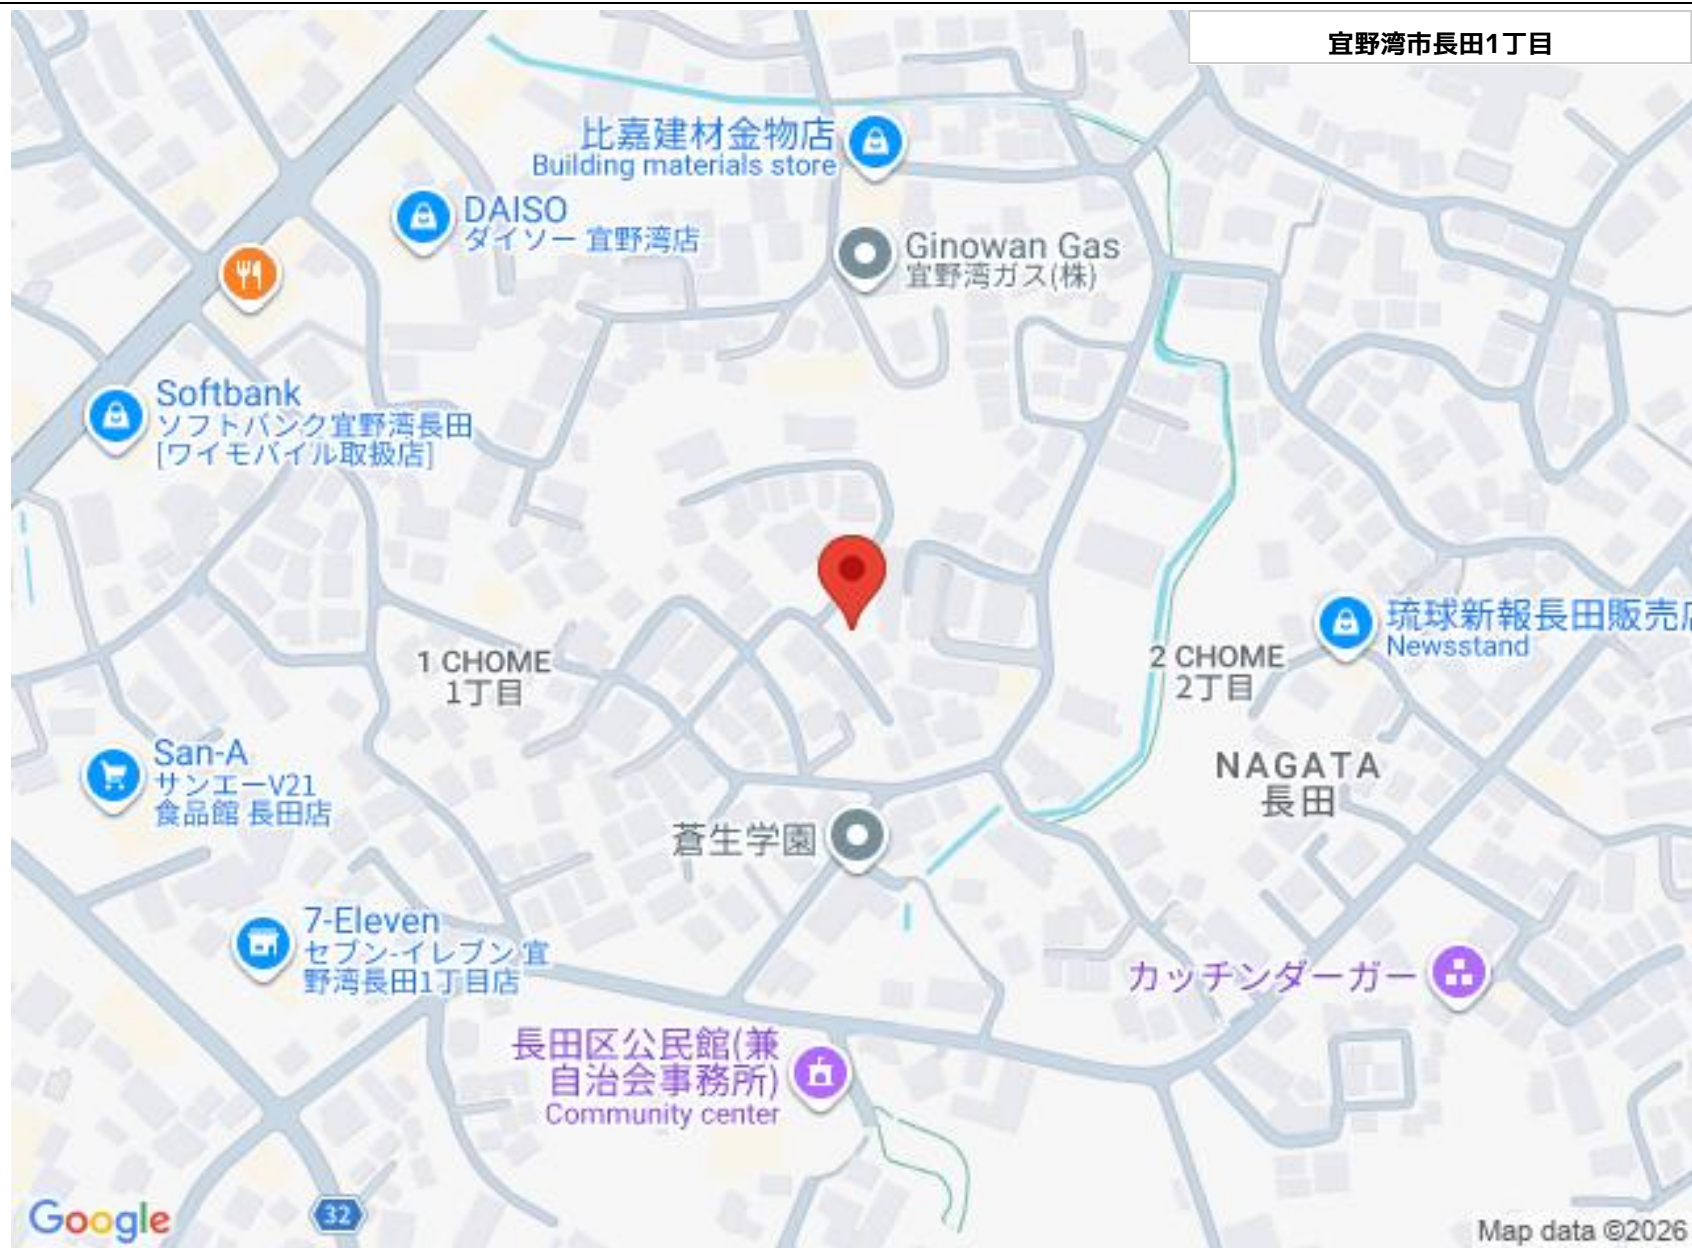 宜野湾市長田1丁目
比嘉建材金物店
Building materials store
DAISO
ダイソー 宜野湾店
Ginowan Gas
宜野湾ガス(株)
Softbank
ソフトバンク宜野湾長田
[ワイモバイル取扱店]
琉球新報長田販売店
Newsstand
1 CHOME
1丁目
2 CHOME
2丁目
San-A
サンエーV21
食品館 長田店
NAGATA
長田
蒼生学園
7-Eleven
セブン-イレブン 宜
野湾長田1丁目店
カッチンダーガー
長田区公民館(兼
自治会事務所)
Community center
32
Google
Map data ©2026